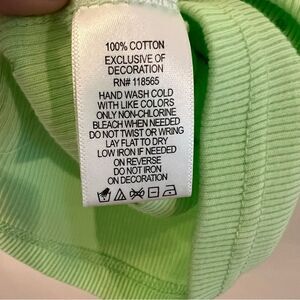 100% COTTON
EXCLUSIVE OF
DECORATION
RN# 118565
HAND WASH COLD
WITH LIKE COLORS
ONLY NON-CHLORINE
BLEACH WHEN NEEDED
DO NOT TWIST OR WRING
LAY FLAT TO DRY
LOW IRON IF NEEDED
ON REVERSE
DO NOT IRON
ON DECORATION